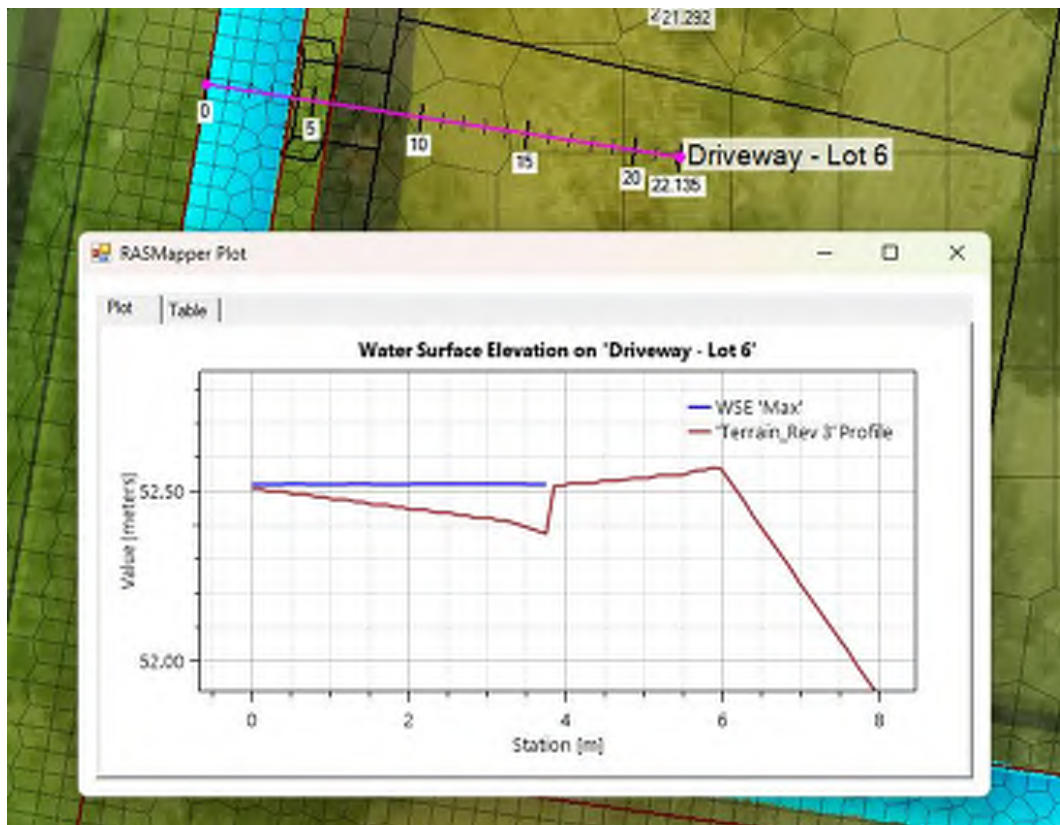 21.292
0
5
10
15
20
22.135
Driveway - Lot 6
RASMapper Plot
Plot
Table
Water Surface Elevation on 'Driveway - Lot 6'
WSE 'Max'
'Terrain_Rev 3' Profile
Value [meters]
52.50
52.00
0 2 4 6 8
Station [m]